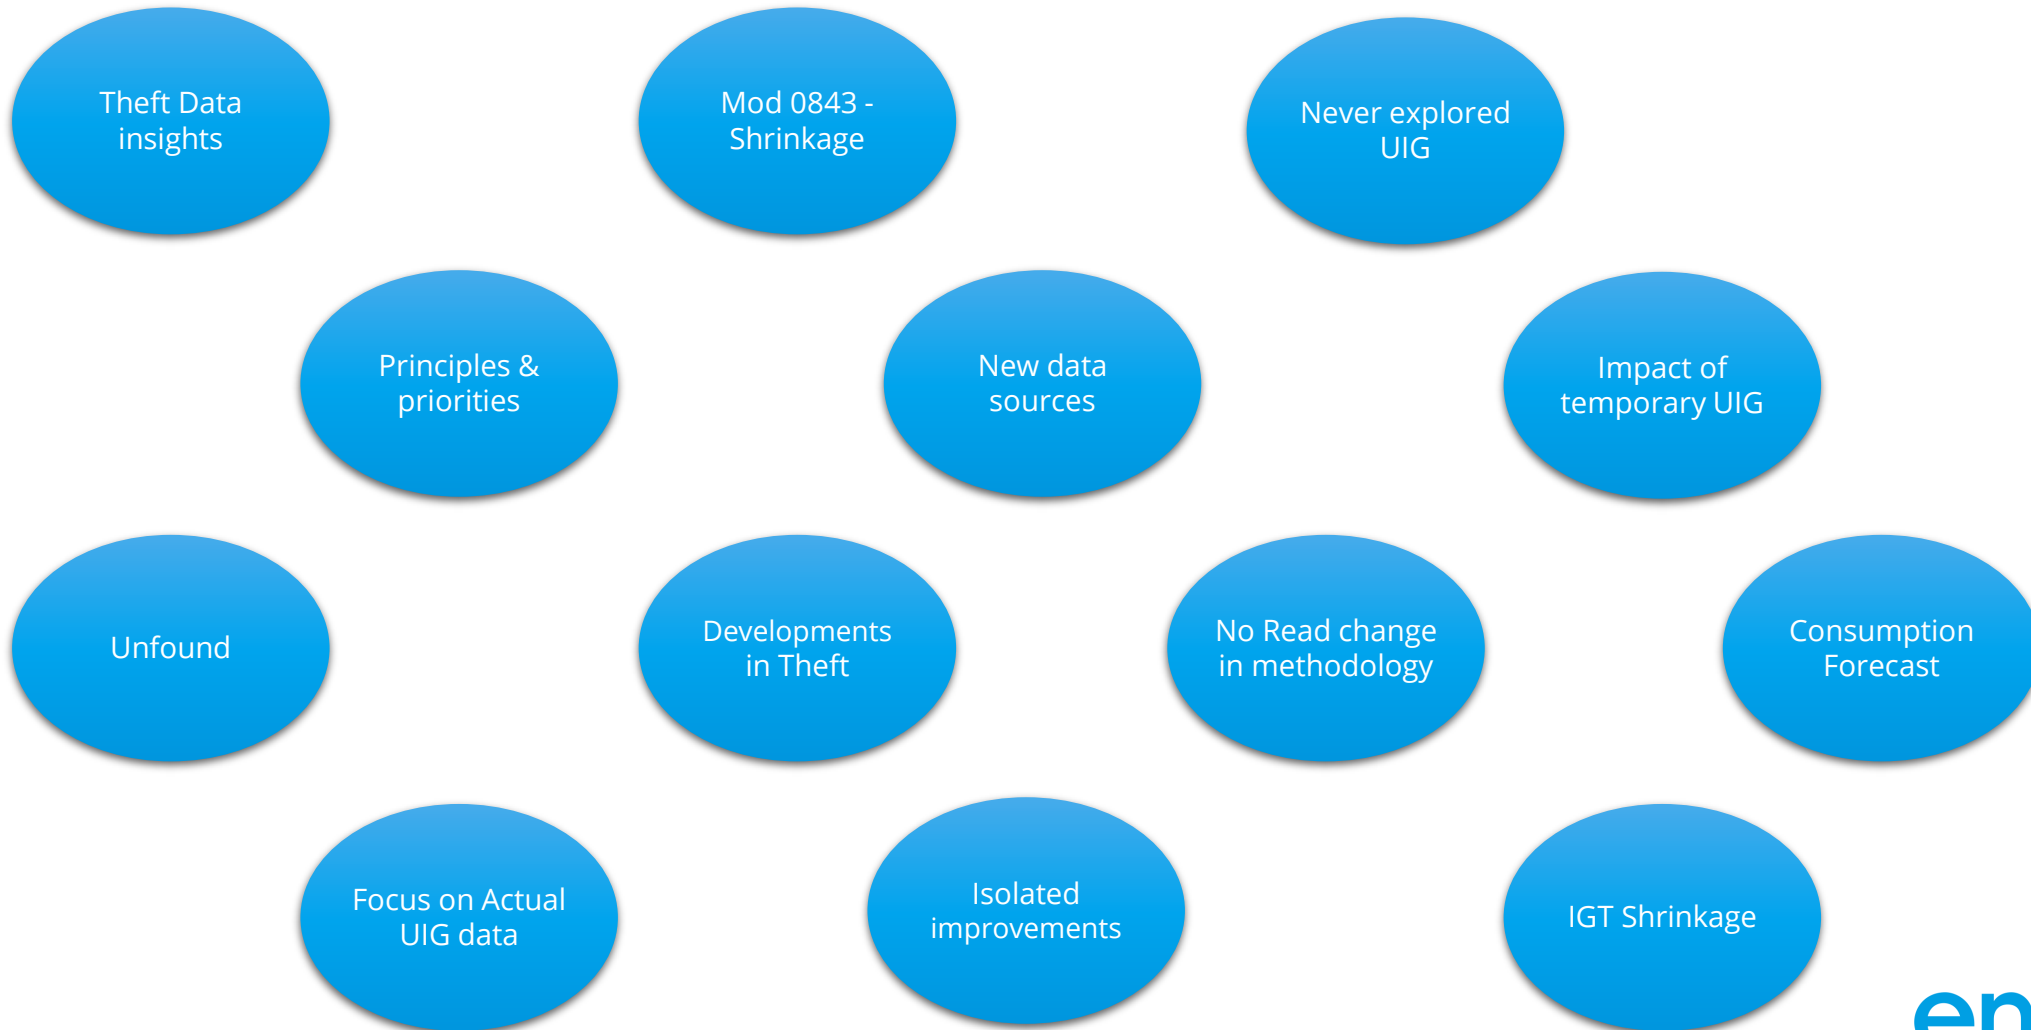 Theft Data
insights
Mod 0843 -
Shrinkage
Never explored
UIG
Principles &
priorities
New data
sources
Impact of
temporary UIG
Unfound
Developments
in Theft
No Read change
in methodology
Consumption
Forecast
Focus on Actual
UIG data
Isolated
improvements
IGT Shrinkage
en